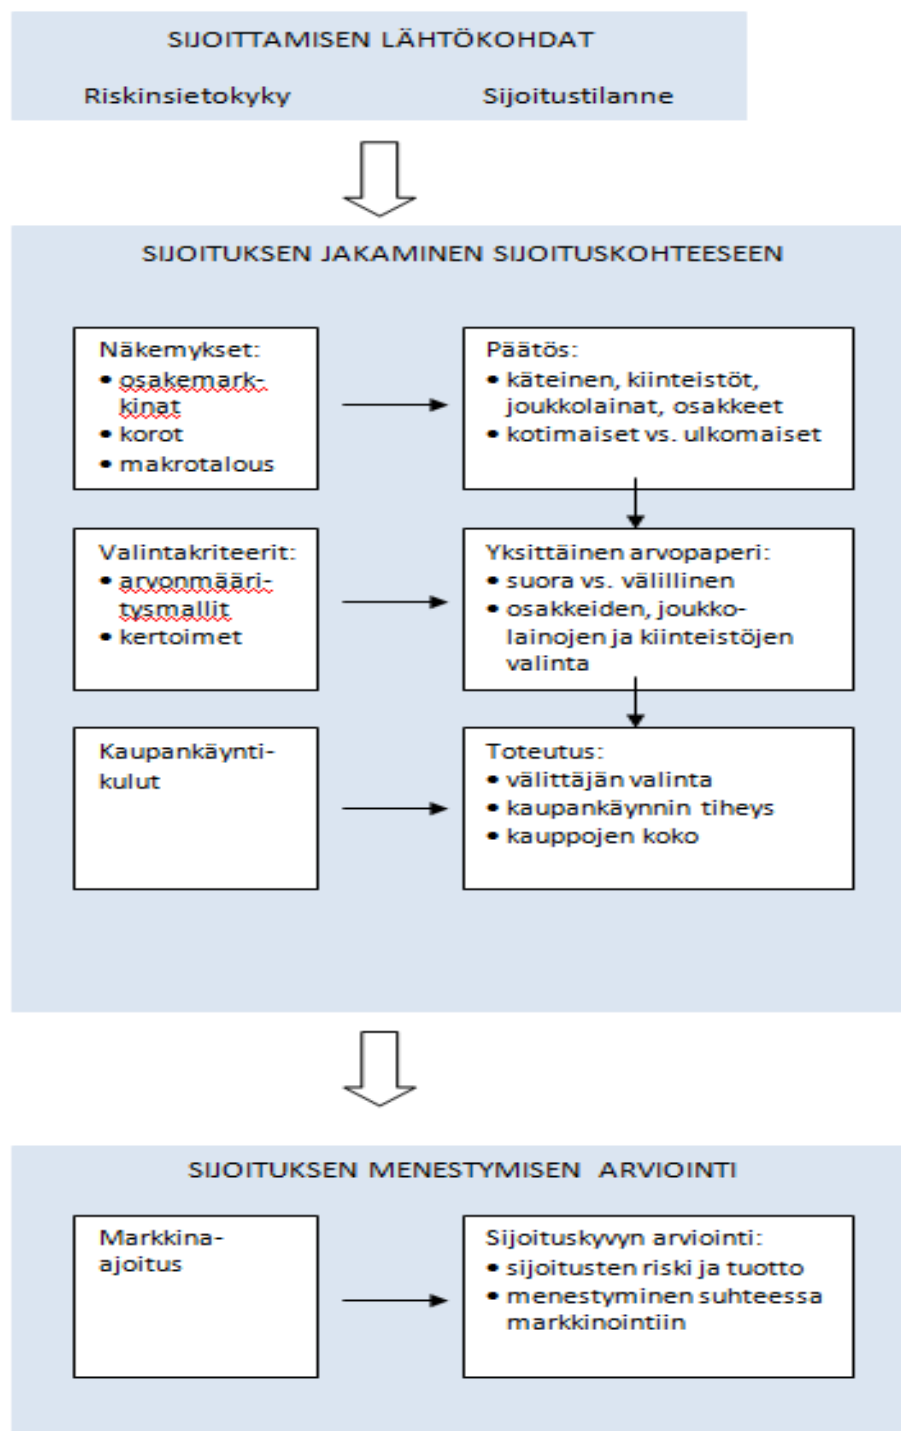 SIJOITTAMISEN LÄHTÖKOHDAT
Riskinsietokyky
Sijoitustilanne
SIJOITUKSEN JAKAMINEN SIJOITUSKOHTEESEEN
Näkemykset:
• osakemark-
kinat
• korot
• makrotalous
Päätös:
• käteinen, kiinteistöt,
joukkolainat, osakkeet
• kotimaiset vs. ulkomaiset
Valintakriteerit:
• arvonmääri-
tysmallit
• kertoimet
Yksittäinen arvopaperi:
• suora vs. välillinen
• osakkeiden, joukko-
lainojen ja kiinteistöjen
valinta
Kaupankäynti-
kulut
Toteutus:
• välittäjän valinta
• kaupankäynnin tiheys
• kauppojen koko
SIJOITUKSEN MENESTYMISEN ARVIOINTI
Markkina-
ajoitus
Sijoituskyvyn arviointi:
• sijoitusten riski ja tuotto
• menestyminen suhteessa
markkinointiin